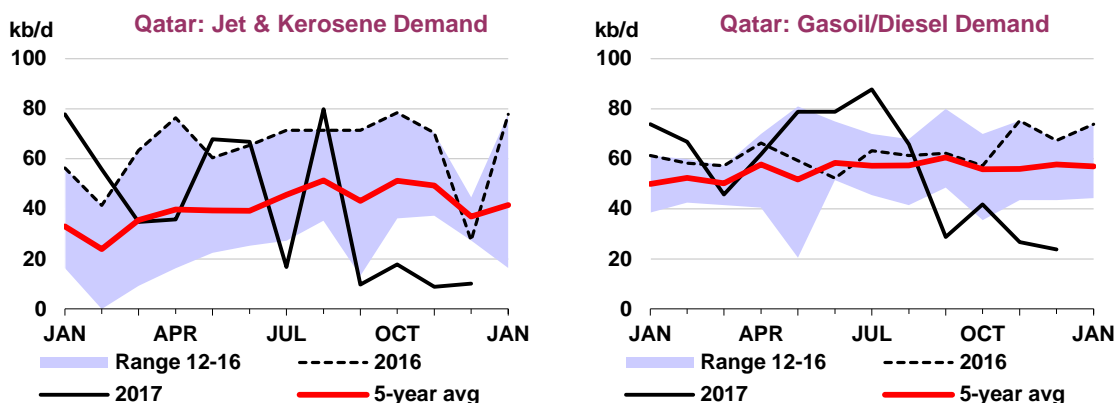 Qatar: Jet & Kerosene Demand
kb/d
100
80
60
40
20
0
JAN APR JUL OCT JAN
Range 12-16 2016
2017 5-year avg
Qatar: Gasoil/Diesel Demand
kb/d
100
80
60
40
20
0
JAN APR JUL OCT JAN
Range 12-16 2016
2017 5-year avg